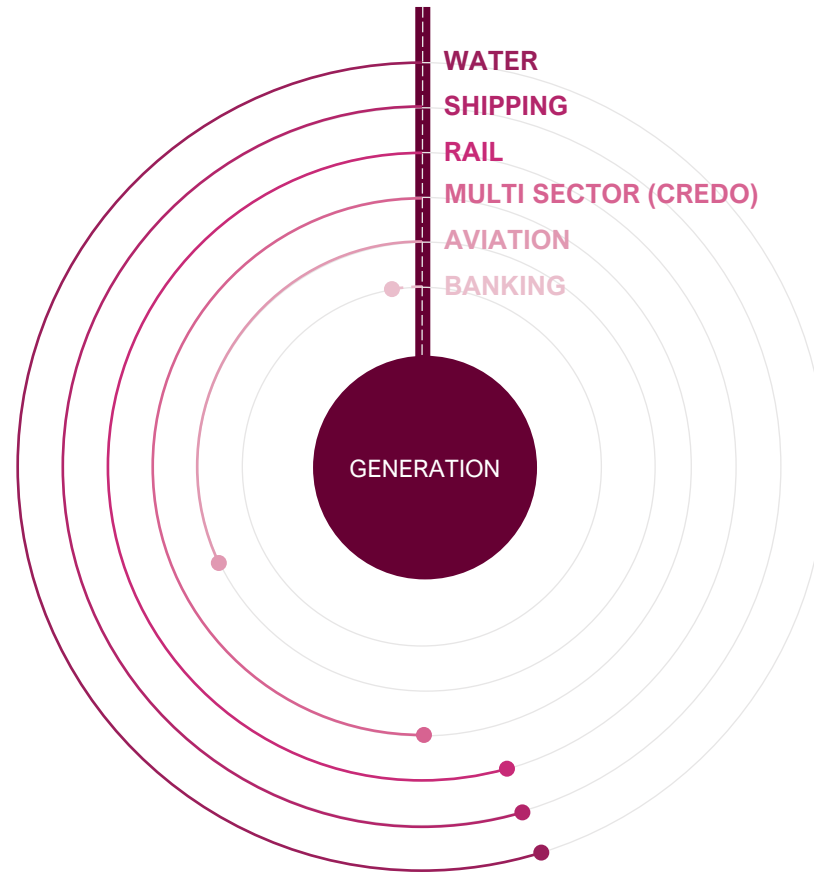 WATER
SHIPPING
RAIL
MULTI SECTOR (CREDO)
AVIATION
BANKING
GENERATION